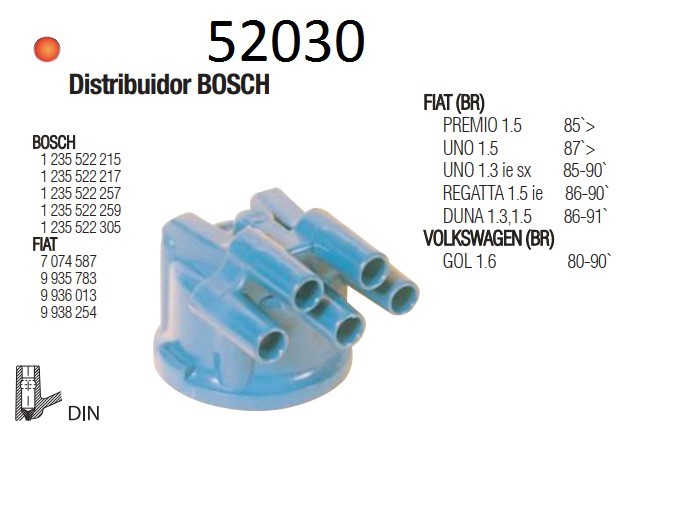 52030
Distribuidor BOSCH
BOSCH
1 235 522 215
1 235 522 217
1 235 522 257
1 235 522 259
1 235 522 305
FIAT
7 074 587
9 935 783
9 936 013
9 938 254
DIN
FIAT (BR)
PREMIO 1.5 85`>
UNO 1.5 87`>
UNO 1.3 ie sx 85-90`
REGATTA 1.5 ie 86-90`
DUNA 1.3,1.5 86-91`
VOLKSWAGEN (BR)
GOL 1.6 80-90`